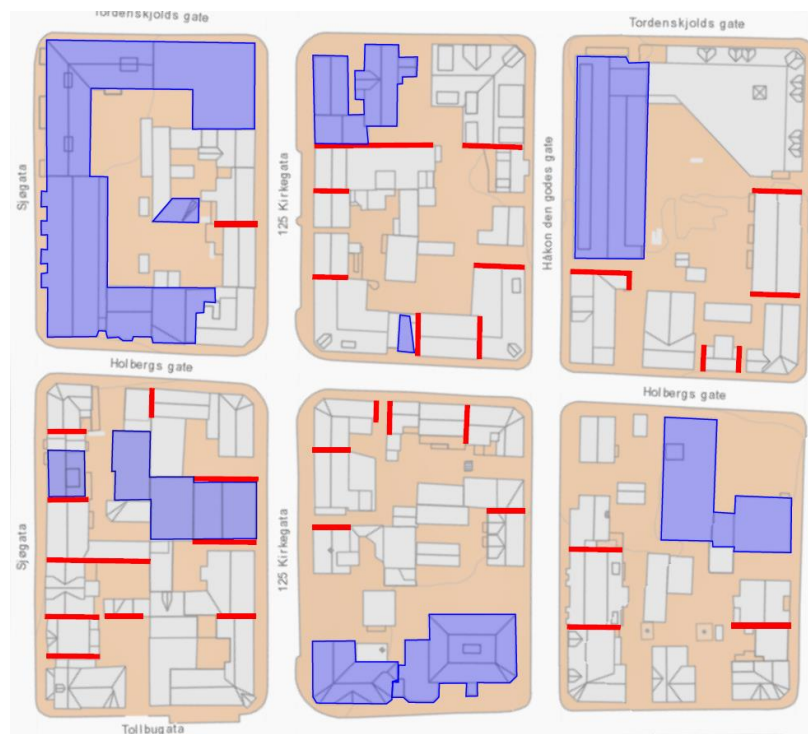 Tordenskjolds gate
Tordenskjolds gate
Sjøgata
125 Kirkegata
Håkon den godes gate
Holbergs gate
Holbergs gate
Sjøgata
125 Kirkegata
Tollbugata